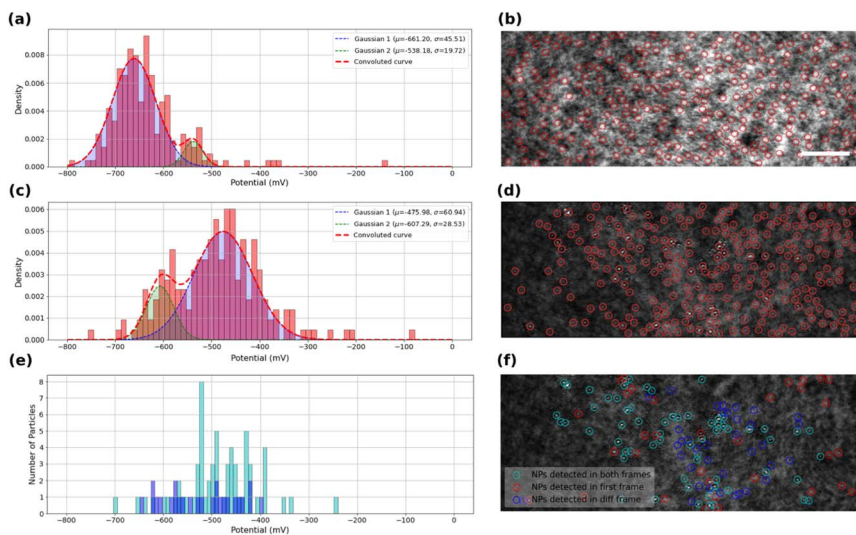 (a)
(b)
0.008
0.006
0.004
0.002
0.000
Density
Gaussian 1 (μ=-661.20, σ=45.51)
Gaussian 2 (μ=-538.18, σ=19.72)
Convoluted curve
−800
−700
−600
−500
−400
−300
−200
−100
0
Potential (mV)
(c)
(d)
0.006
0.005
0.004
0.003
0.002
0.001
0.000
Density
Gaussian 1 (μ=-475.98, σ=60.94)
Gaussian 2 (μ=-607.29, σ=28.53)
Convoluted curve
−800
−700
−600
−500
−400
−300
−200
−100
0
Potential (mV)
(e)
(f)
8
7
6
5
4
3
2
1
0
Number of Particles
−800
−700
−600
−500
−400
−300
−200
−100
0
Potential (mV)
NPs detected in both frames
NPs detected in first frame
NPs detected in diff frame